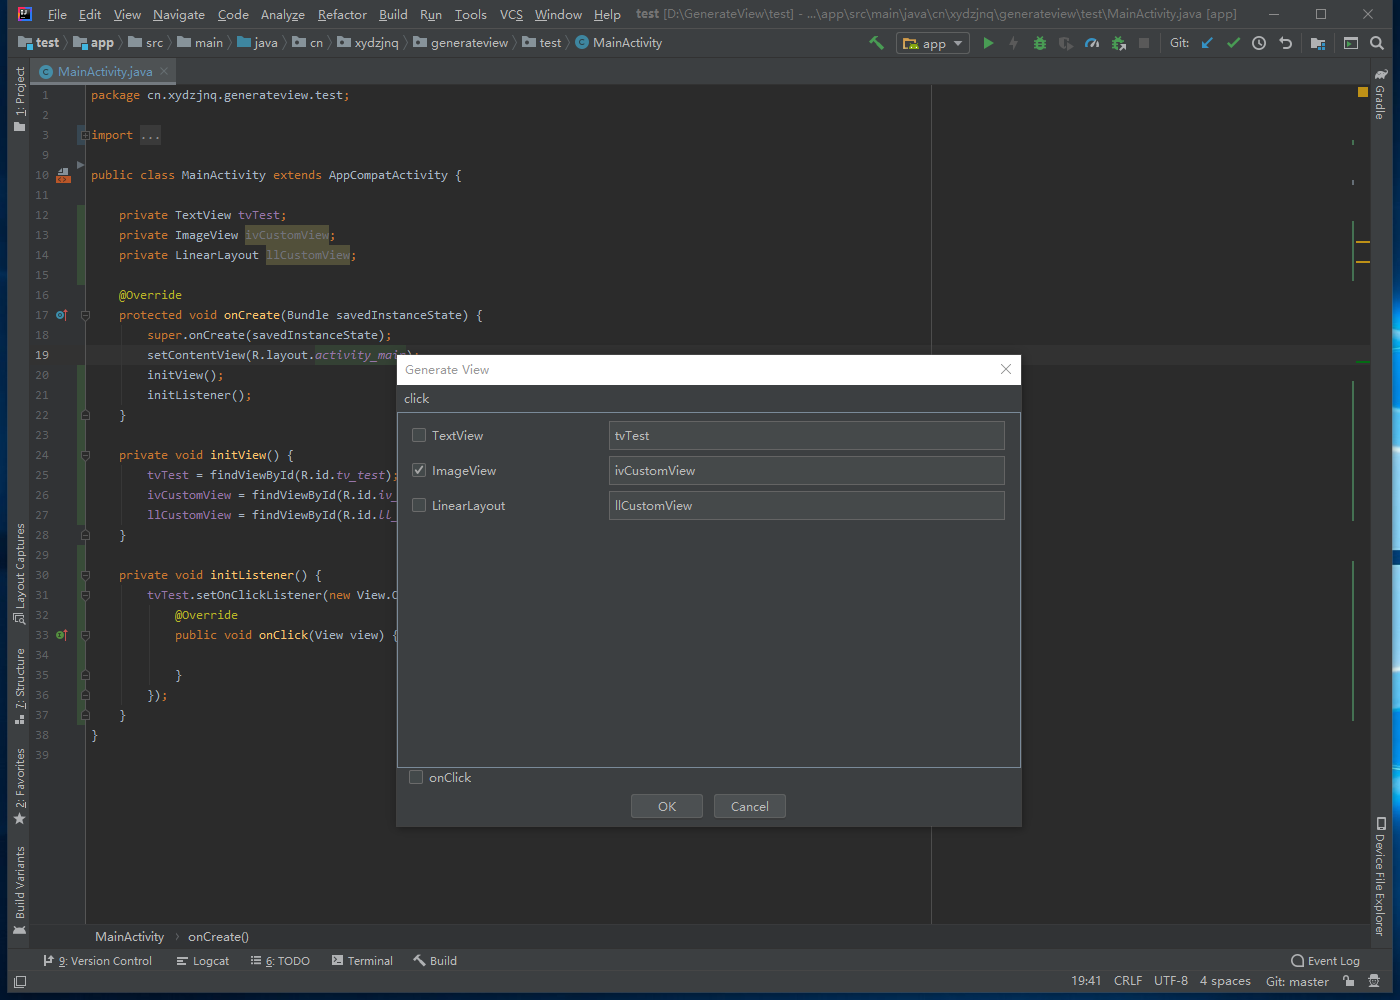 File Edit View Navigate Code Analyze Refactor Build Run Tools VCS Window Help test [D:\GenerateView\test] - ...\app\src\main\java\cn\xydzjnq\generateview\test\MainActivity.java [app]
test app src main java cn xydzjnq generateview test MainActivity app Git:
MainActivity.java
1: Project
Layout Captures
7: Structure
2: Favorites
Build Variants
Gradle
Device File Explorer
1 package cn.xydzjnq.generateview.test;
2
3 import ...
9
10 public class MainActivity extends AppCompatActivity {
11
12 private TextView tvTest;
13 private ImageView ivCustomView;
14 private LinearLayout llCustomView;
15
16 @Override
17 protected void onCreate(Bundle savedInstanceState) {
18 super.onCreate(savedInstanceState);
19 setContentView(R.layout.activity_main);
20 initView();
21 initListener();
22 }
23
24 private void initView() {
25 tvTest = findViewById(R.id.tv_test);
26 ivCustomView = findViewById(R.id.iv_
27 llCustomView = findViewById(R.id.ll_
28 }
29
30 private void initListener() {
31 tvTest.setOnClickListener(new View.O
32 @Override
33 public void onClick(View view) {
34
35 }
36 });
37 }
38 }
39
Generate View
click
TextView tvTest
ImageView ivCustomView
LinearLayout llCustomView
onClick
OK Cancel
MainActivity onCreate()
9: Version Control Logcat 6: TODO Terminal Build Event Log
19:41 CRLF UTF-8 4 spaces Git: master